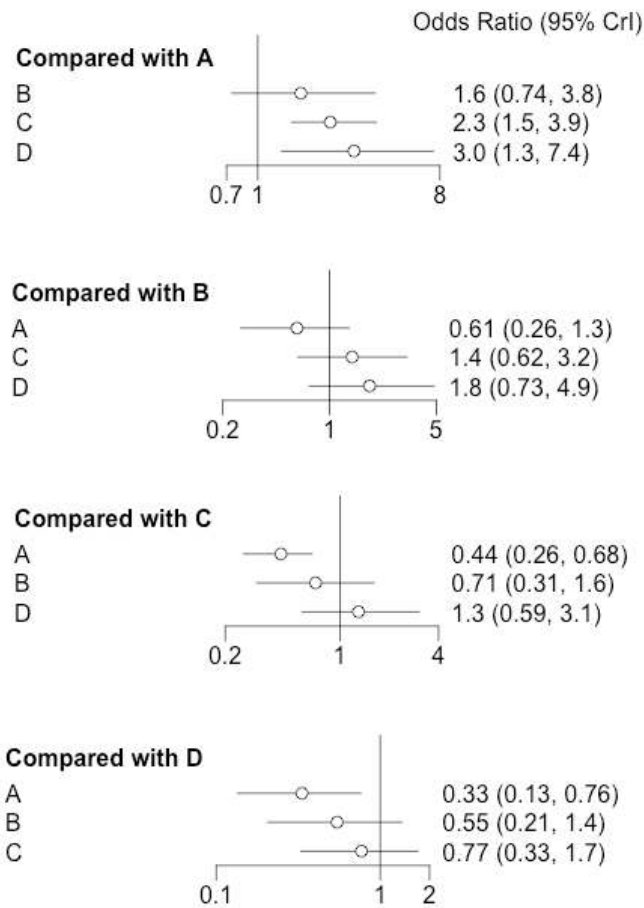 Odds Ratio (95% CrI)
Compared with A
B 1.6 (0.74, 3.8)
C 2.3 (1.5, 3.9)
D 3.0 (1.3, 7.4)
0.7 1 8
Compared with B
A 0.61 (0.26, 1.3)
C 1.4 (0.62, 3.2)
D 1.8 (0.73, 4.9)
0.2 1 5
Compared with C
A 0.44 (0.26, 0.68)
B 0.71 (0.31, 1.6)
D 1.3 (0.59, 3.1)
0.2 1 4
Compared with D
A 0.33 (0.13, 0.76)
B 0.55 (0.21, 1.4)
C 0.77 (0.33, 1.7)
0.1 1 2